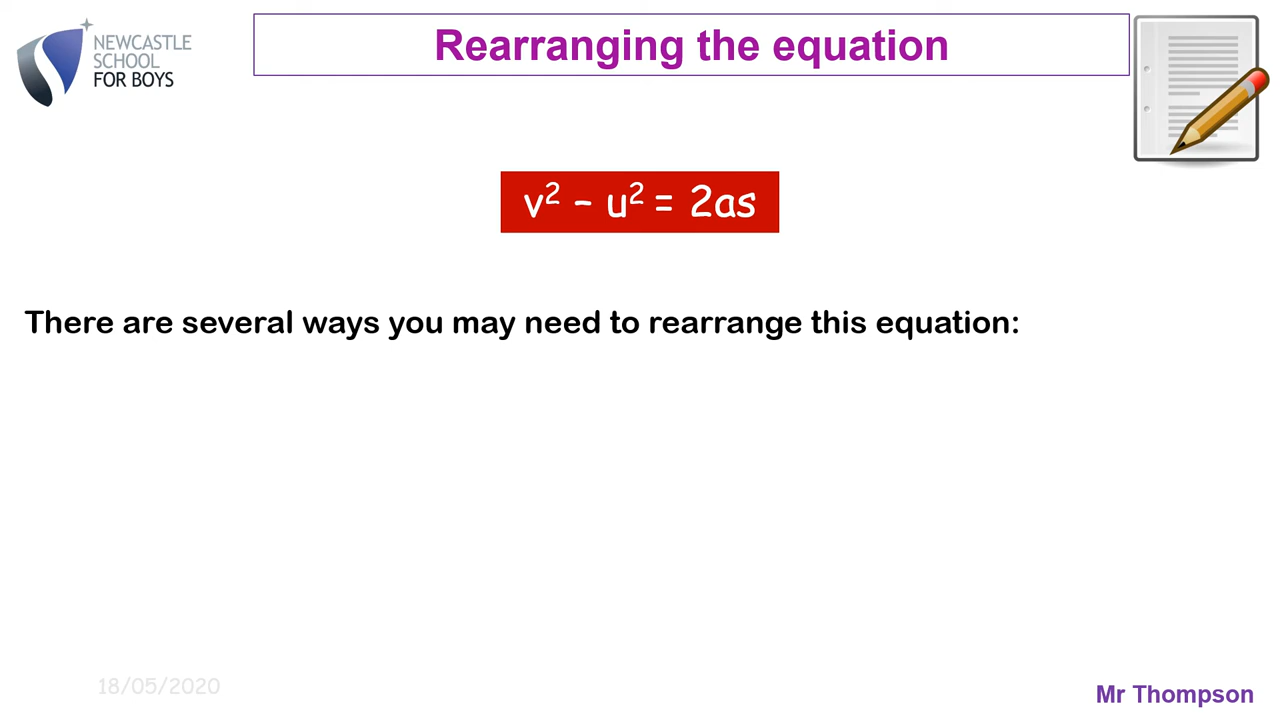 NEWCASTLE
SCHOOL
FOR BOYS
Rearranging the equation
v² – u² = 2as
There are several ways you may need to rearrange this equation:
18/05/2020
Mr Thompson